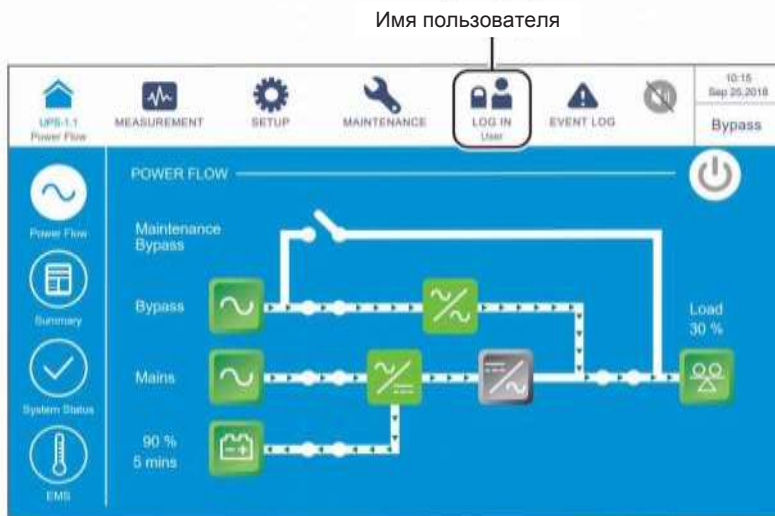 Имя пользователя
10:15
Sep 25,2018
UPS-1.1
Power Flow
MEASUREMENT
SETUP
MAINTENANCE
LOG IN
User
EVENT LOG
Bypass
POWER FLOW
Power Flow
Maintenance
Bypass
Summary
Bypass
Load
30 %
System Status
Mains
90 %
5 mins
EMS